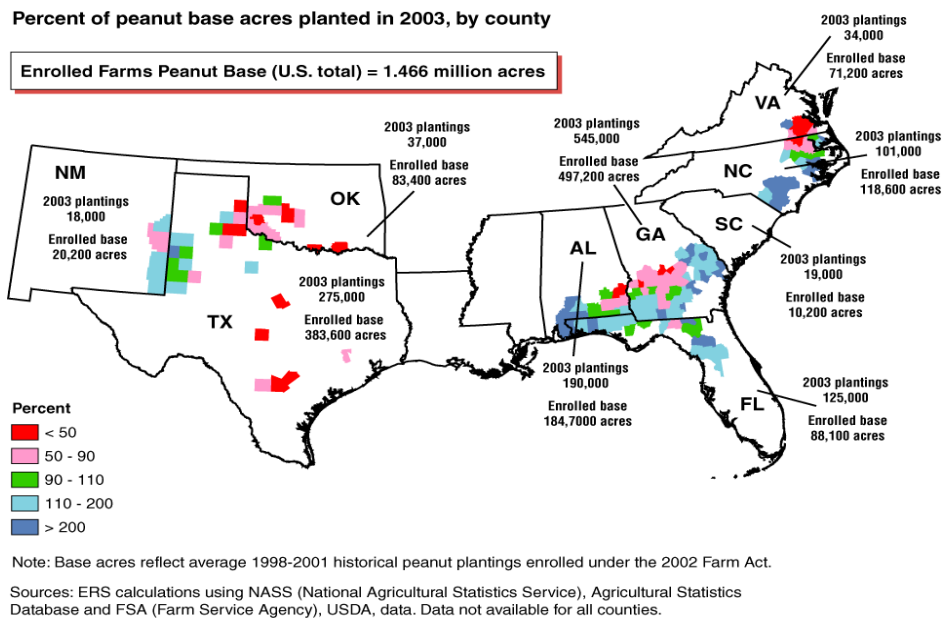 Percent of peanut base acres planted in 2003, by county
Enrolled Farms Peanut Base (U.S. total) = 1.466 million acres
2003 plantings
34,000
Enrolled base
71,200 acres
VA
2003 plantings
545,000
Enrolled base
497,200 acres
2003 plantings
101,000
Enrolled base
118,600 acres
NC
2003 plantings
37,000
Enrolled base
83,400 acres
NM
2003 plantings
18,000
Enrolled base
20,200 acres
OK
SC
GA
AL
2003 plantings
19,000
Enrolled base
10,200 acres
2003 plantings
275,000
Enrolled base
383,600 acres
TX
2003 plantings
190,000
Enrolled base
184,7000 acres
2003 plantings
125,000
Enrolled base
88,100 acres
FL
Percent
< 50
50 - 90
90 - 110
110 - 200
> 200
Note: Base acres reflect average 1998-2001 historical peanut plantings enrolled under the 2002 Farm Act.
Sources: ERS calculations using NASS (National Agricultural Statistics Service), Agricultural Statistics
Database and FSA (Farm Service Agency), USDA, data. Data not available for all counties.